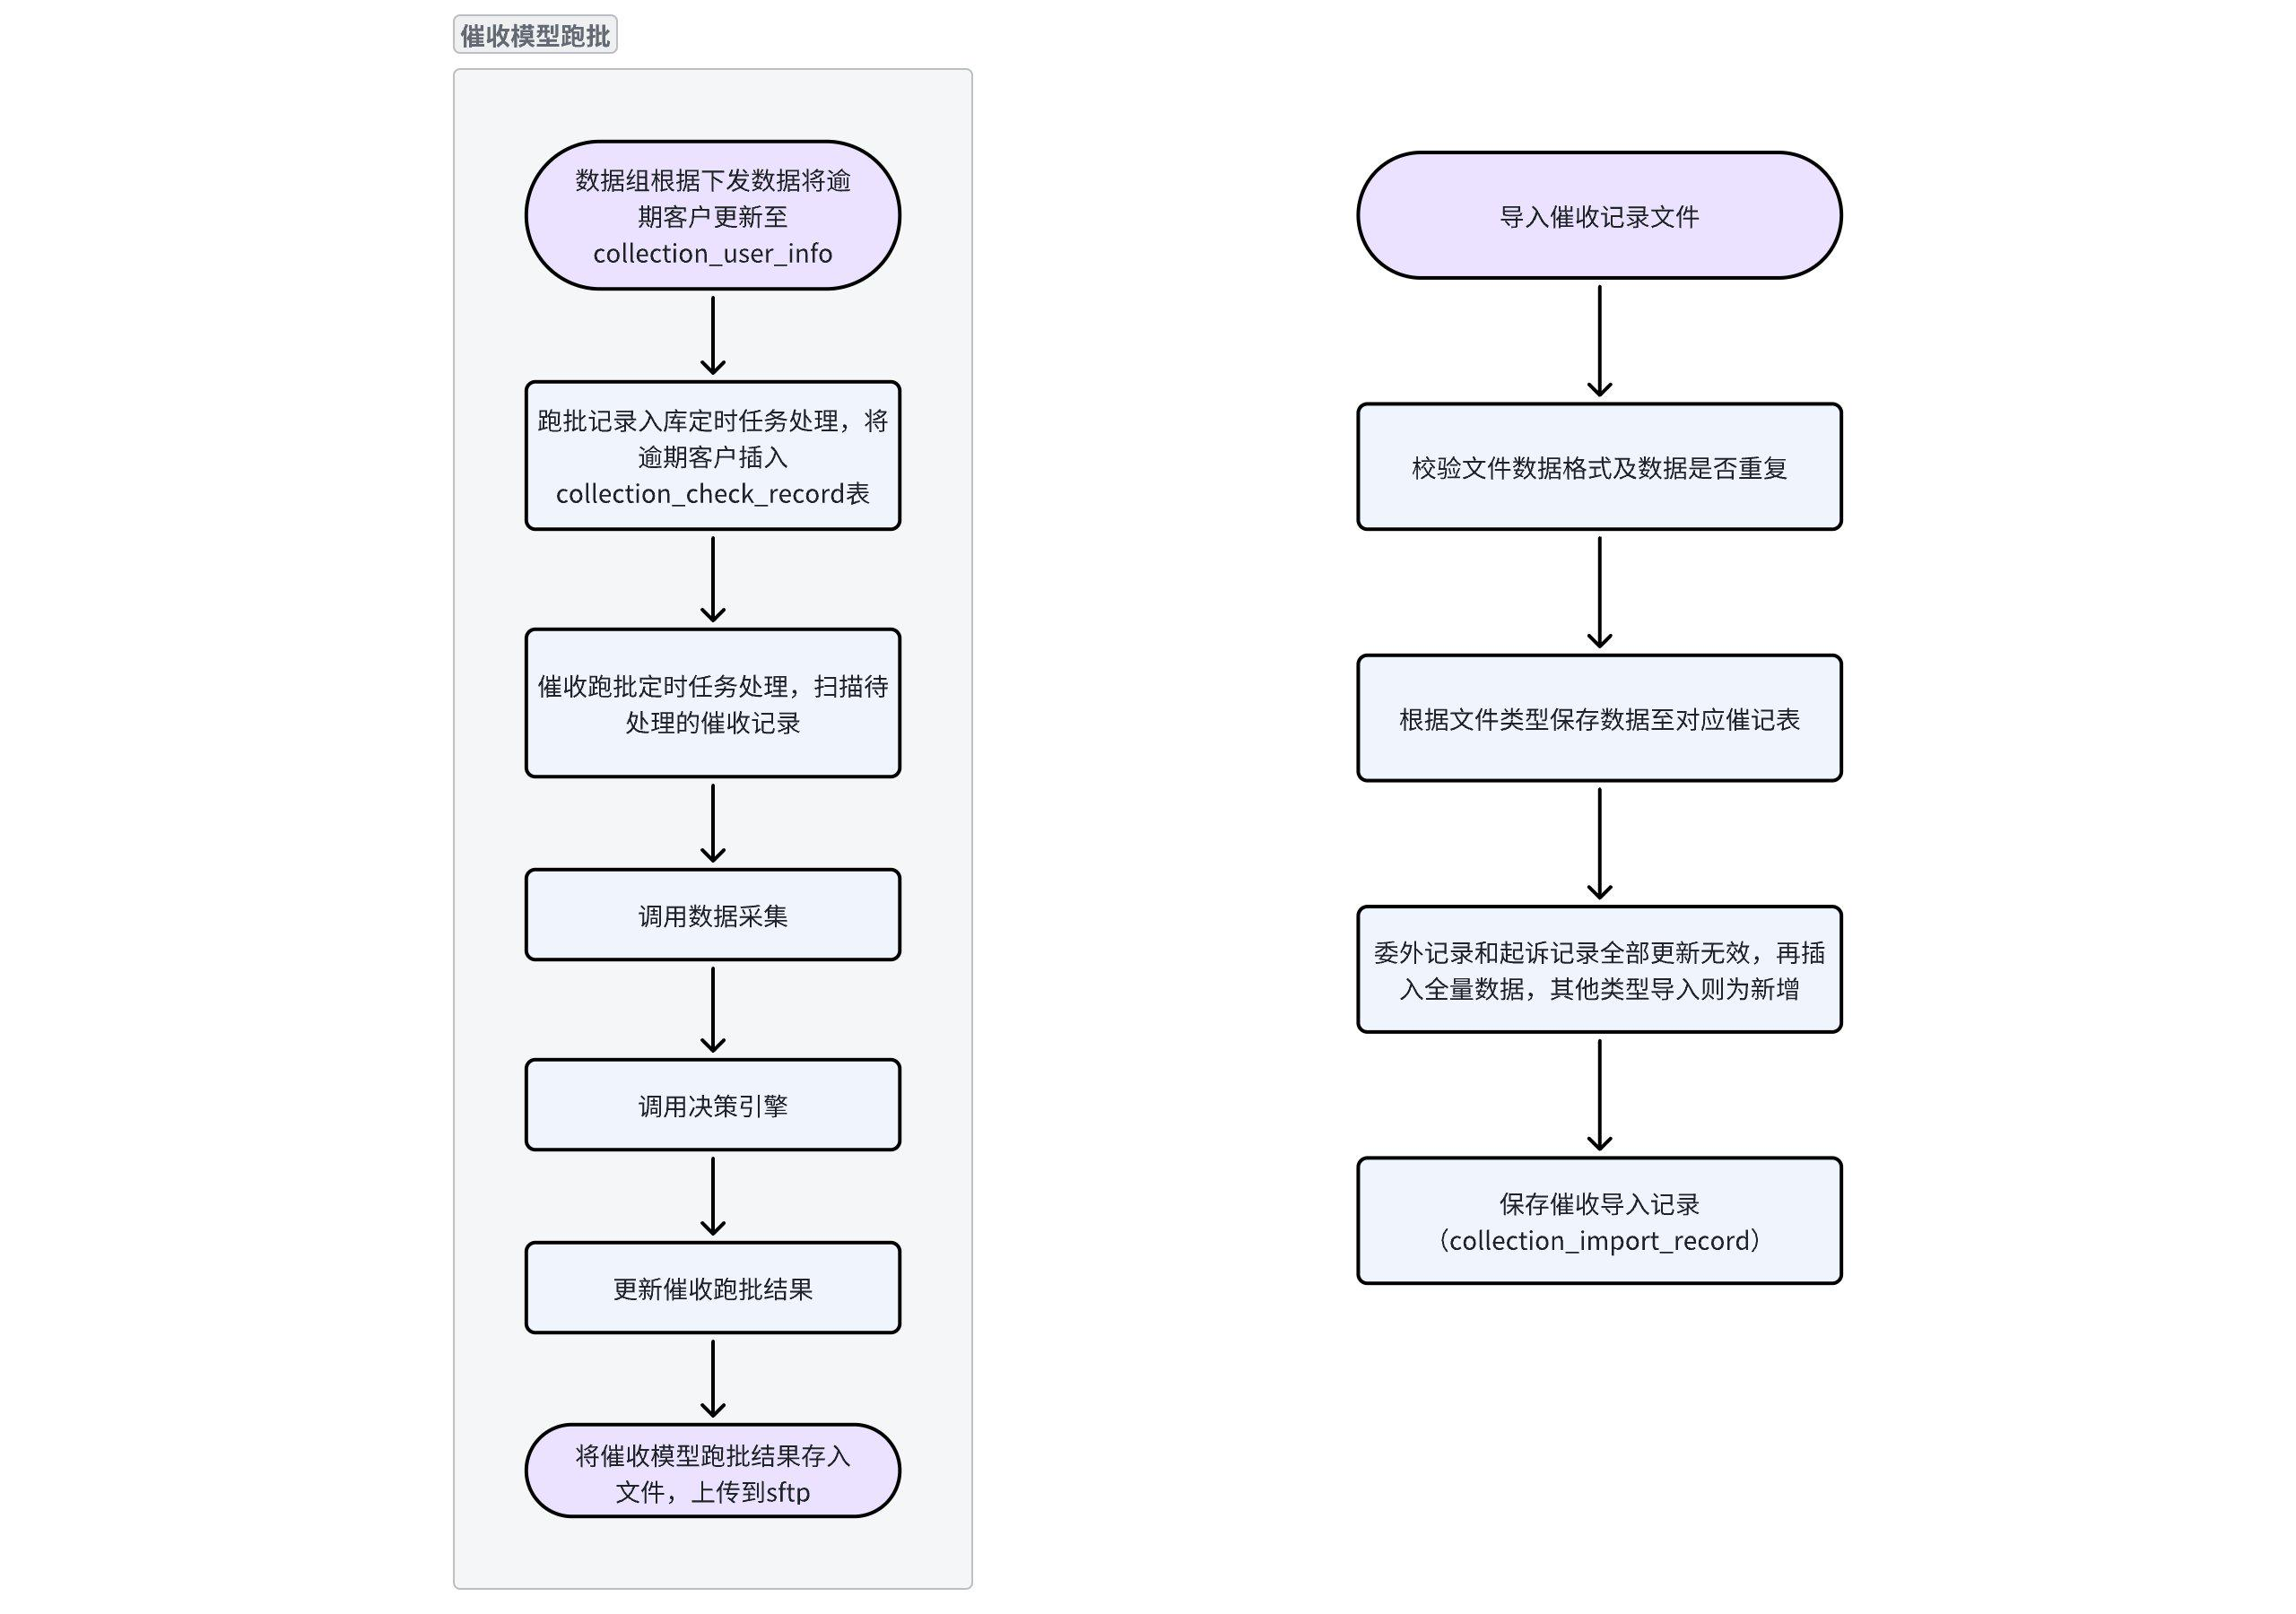 催收模型跑批
数据组根据下发数据将逾
期客户更新至
collection_user_info
跑批记录入库定时任务处理，将
逾期客户插入
collection_check_record表
催收跑批定时任务处理，扫描待
处理的催收记录
调用数据采集
调用决策引擎
更新催收跑批结果
将催收模型跑批结果存入
文件，上传到sftp
导入催收记录文件
校验文件数据格式及数据是否重复
根据文件类型保存数据至对应催记表
委外记录和起诉记录全部更新无效，再插
入全量数据，其他类型导入则为新增
保存催收导入记录
（collection_import_record）